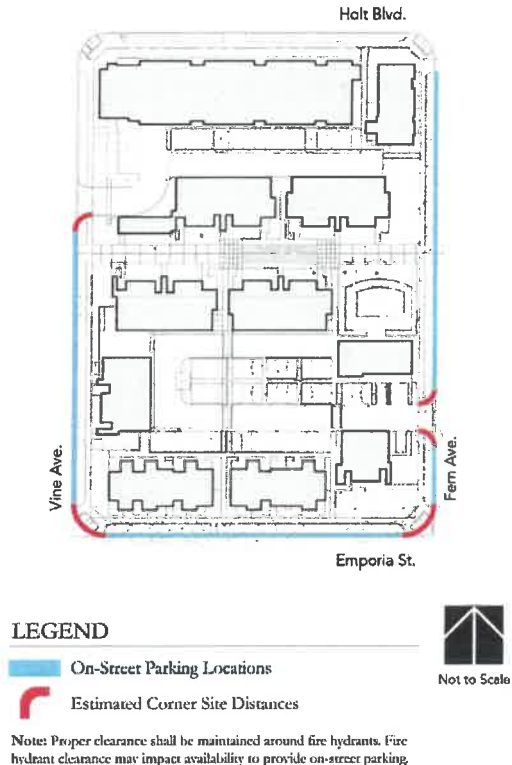 Holt Blvd.
Vine Ave.
Fern Ave.
Emporia St.
LEGEND
On-Street Parking Locations
Estimated Corner Site Distances
Not to Scale
Note: Proper clearance shall be maintained around fire hydrants. Fire
hydrant clearance may impact availability to provide on-street parking.